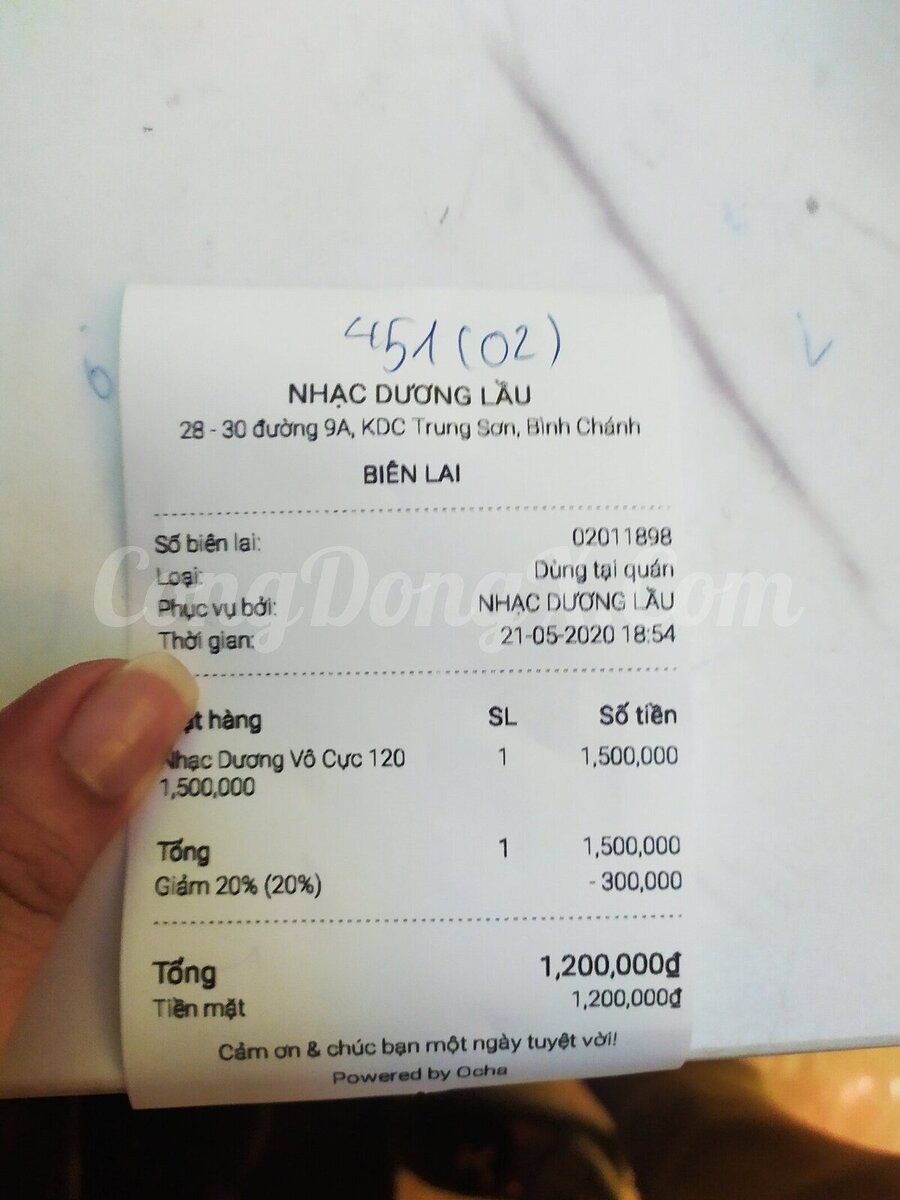 451 (02)
NHẠC DƯƠNG LẦU
28 - 30 đường 9A, KDC Trung Sơn, Bình Chánh
BIÊN LAI
Số biên lai: 02011898
Loại: Dùng tại quán
Phục vụ bởi: NHẠC DƯƠNG LẦU
Thời gian: 21-05-2020 18:54
hàng SL Số tiền
Nhạc Dương Vô Cực 120 1 1,500,000
1,500,000
Tổng 1 1,500,000
Giảm 20% (20%) - 300,000
Tổng 1,200,000₫
Tiền mặt 1,200,000₫
Cảm ơn & chúc bạn một ngày tuyệt vời!
Powered by Ocha